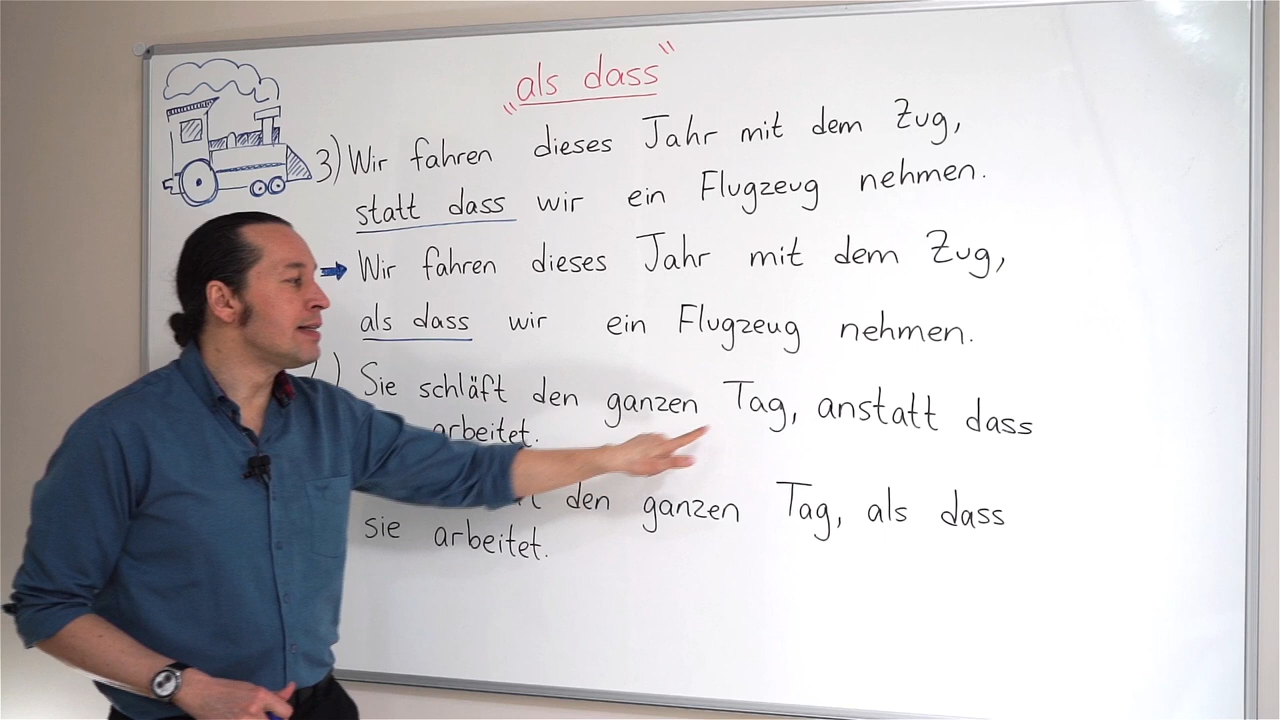 "als dass"
3) Wir fahren dieses Jahr mit dem Zug,
statt dass wir ein Flugzeug nehmen.
Wir fahren dieses Jahr mit dem Zug,
als dass wir ein Flugzeug nehmen.
) Sie schläft den ganzen Tag, anstatt dass
arbeitet.
den ganzen Tag, als dass
sie arbeitet.